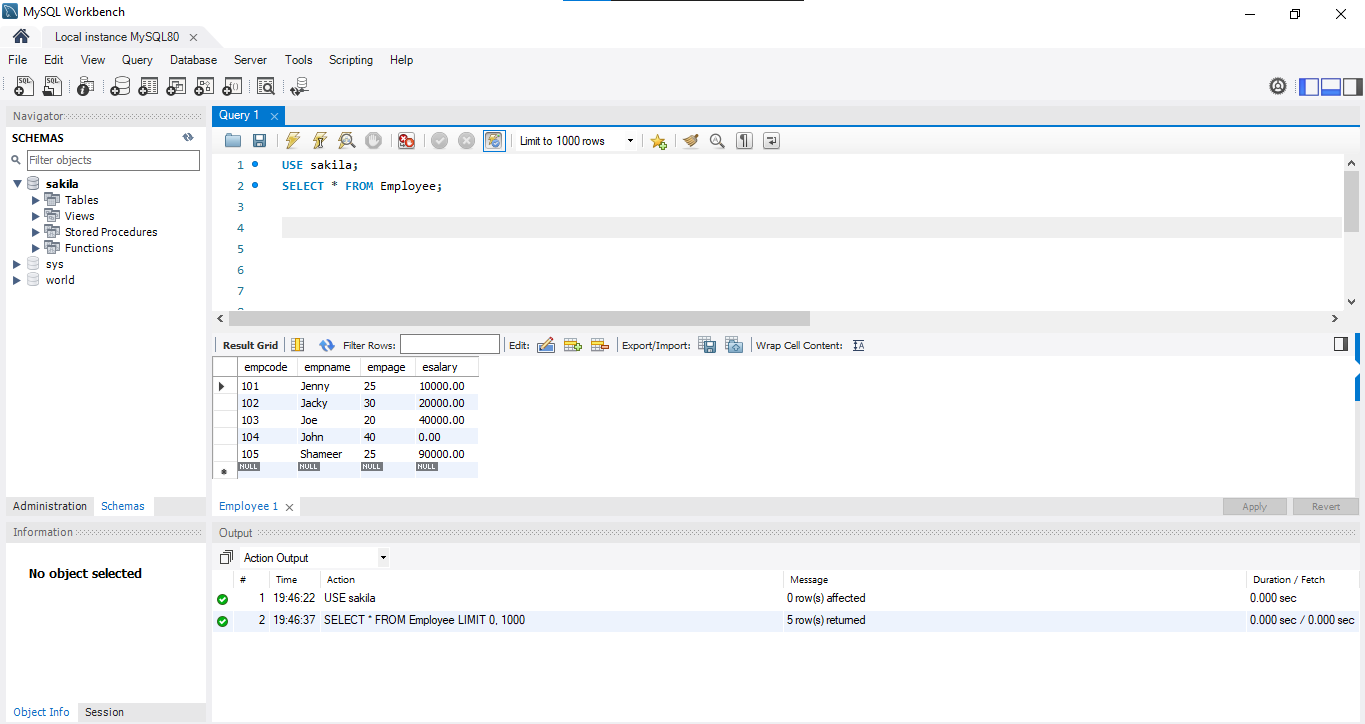 MySQL Workbench
Local instance MySQL80
File Edit View Query Database Server Tools Scripting Help
Navigator
SCHEMAS
Filter objects
sakila
Tables
Views
Stored Procedures
Functions
sys
world
Administration Schemas
Information
No object selected
Object Info Session
Query 1
Limit to 1000 rows
1 USE sakila;
2 SELECT * FROM Employee;
3
4
5
6
7
Result Grid Filter Rows: Edit: Export/Import: Wrap Cell Content:
empcode empname empage esalary
101 Jenny 25 10000.00
102 Jacky 30 20000.00
103 Joe 20 40000.00
104 John 40 0.00
105 Shameer 25 90000.00
NULL NULL NULL NULL
Employee 1 Apply Revert
Output
Action Output
# Time Action Message Duration / Fetch
1 19:46:22 USE sakila 0 row(s) affected 0.000 sec
2 19:46:37 SELECT * FROM Employee LIMIT 0, 1000 5 row(s) returned 0.000 sec / 0.000 sec